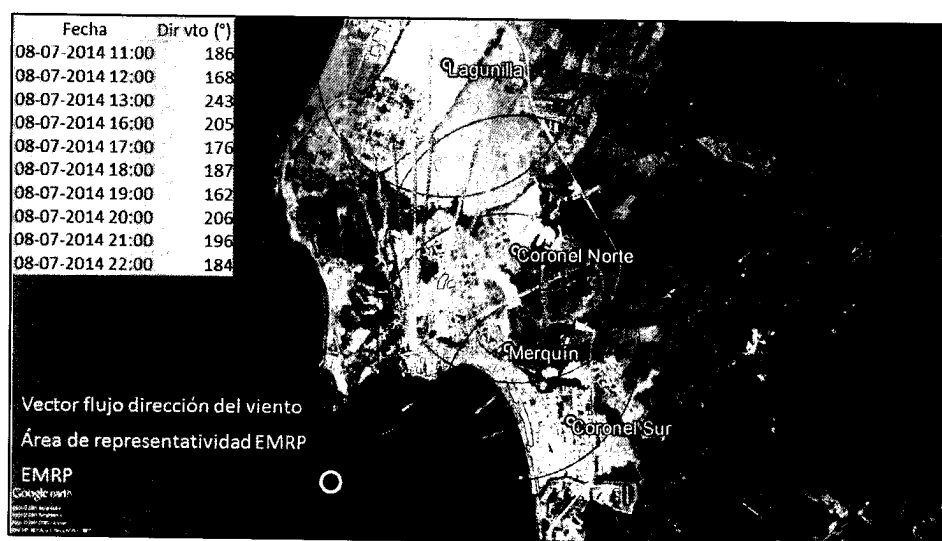 Fecha Dir vto (°)
08-07-2014 11:00 186
08-07-2014 12:00 168
08-07-2014 13:00 243
08-07-2014 16:00 205
08-07-2014 17:00 176
08-07-2014 18:00 187
08-07-2014 19:00 162
08-07-2014 20:00 206
08-07-2014 21:00 196
08-07-2014 22:00 184
Lagunilla
Coronel Norte
Merquín
Coronel Sur
Vector flujo dirección del viento
Área de representatividad EMRP
EMRP
Google earth